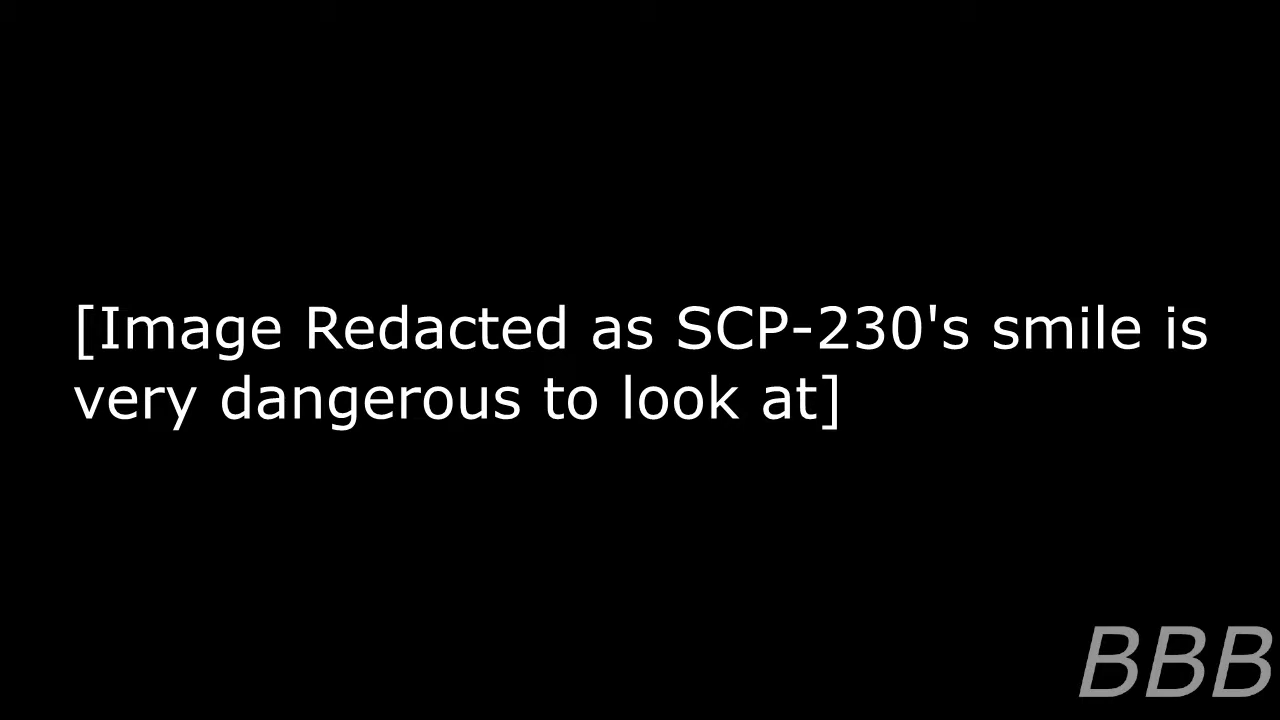 [Image Redacted as SCP-230's smile is
very dangerous to look at]
BBB